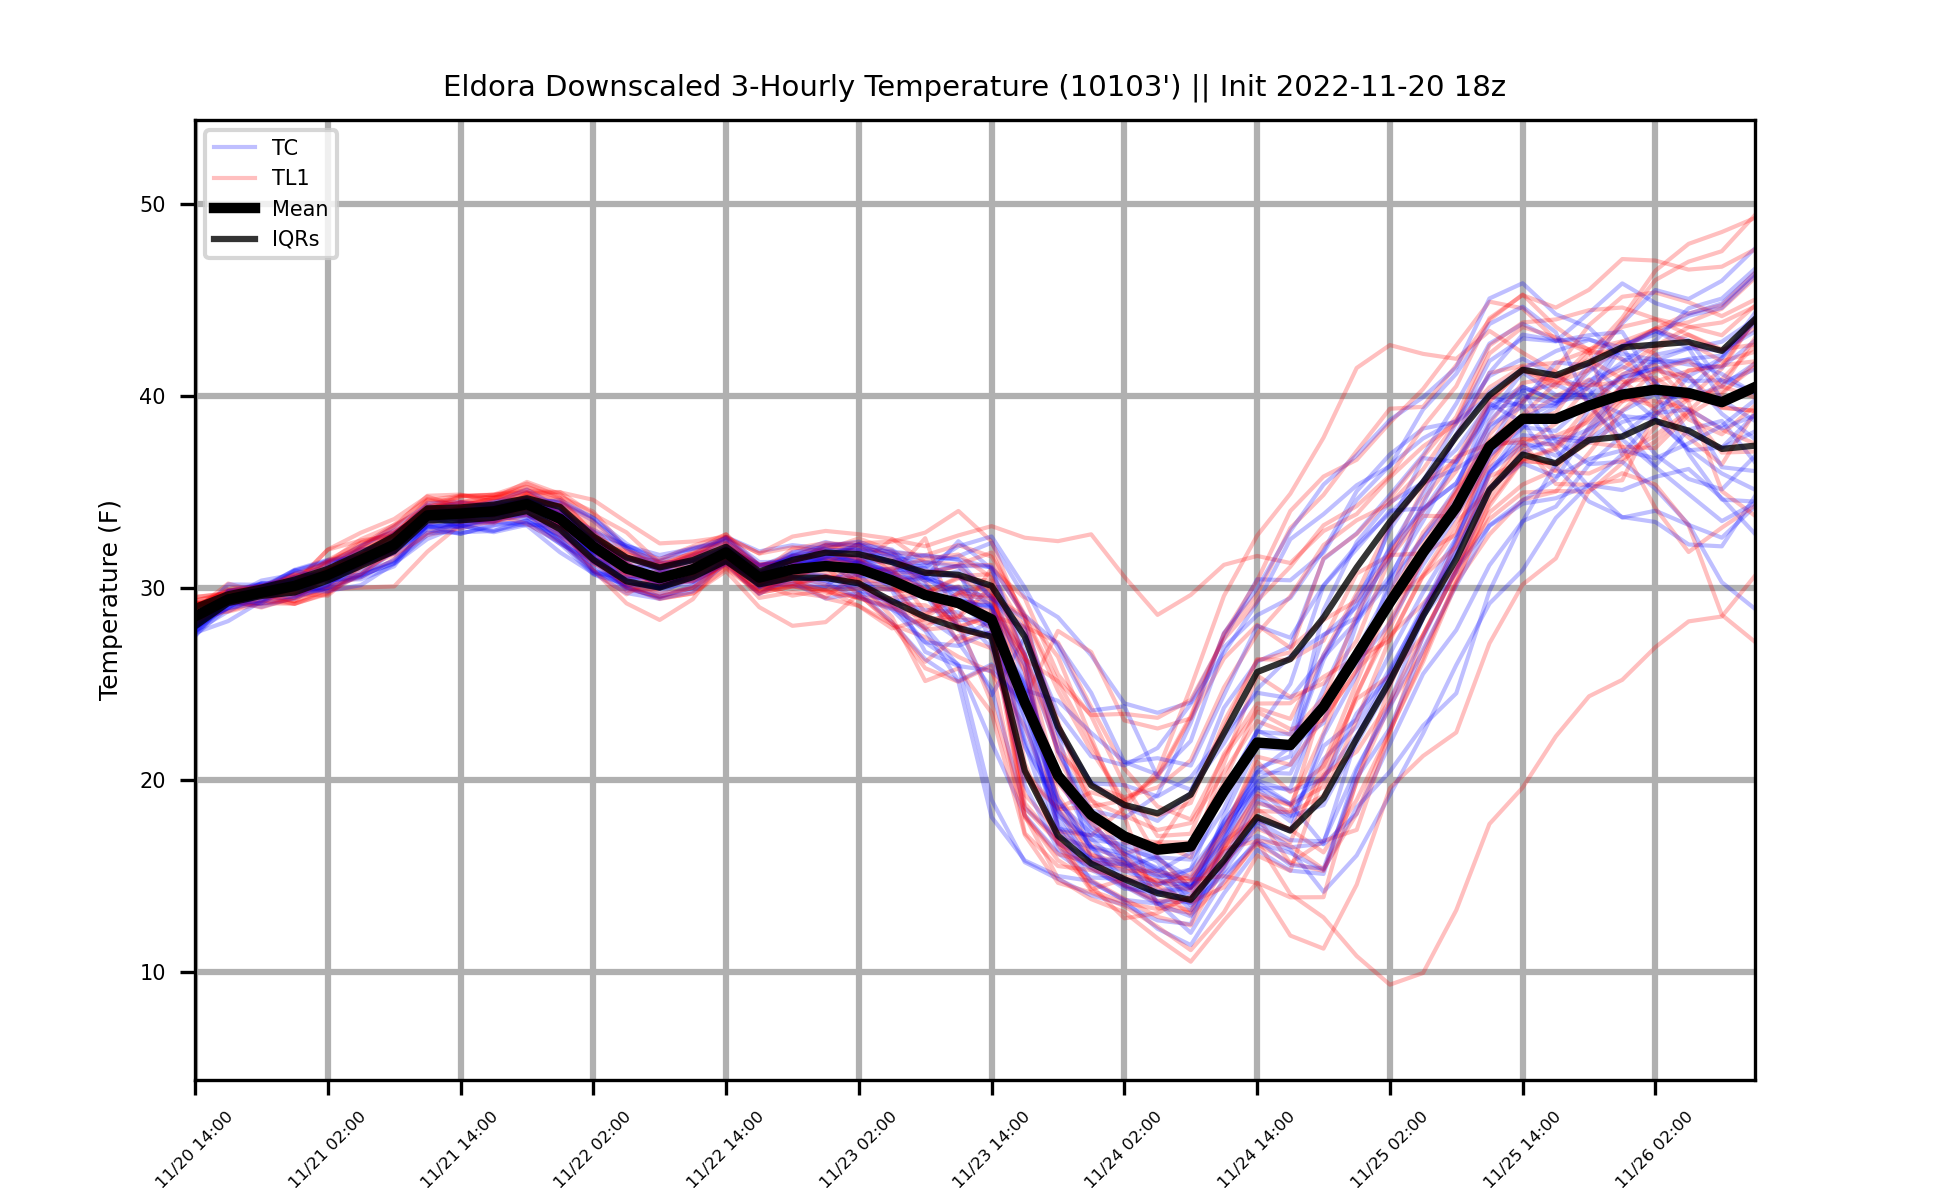 Eldora Downscaled 3-Hourly Temperature (10103') || Init 2022-11-20 18z
TC
TL1
Mean
IQRs
Temperature (F)
50
40
30
20
10
11/20 14:00
11/21 02:00
11/21 14:00
11/22 02:00
11/22 14:00
11/23 02:00
11/23 14:00
11/24 02:00
11/24 14:00
11/25 02:00
11/25 14:00
11/26 02:00